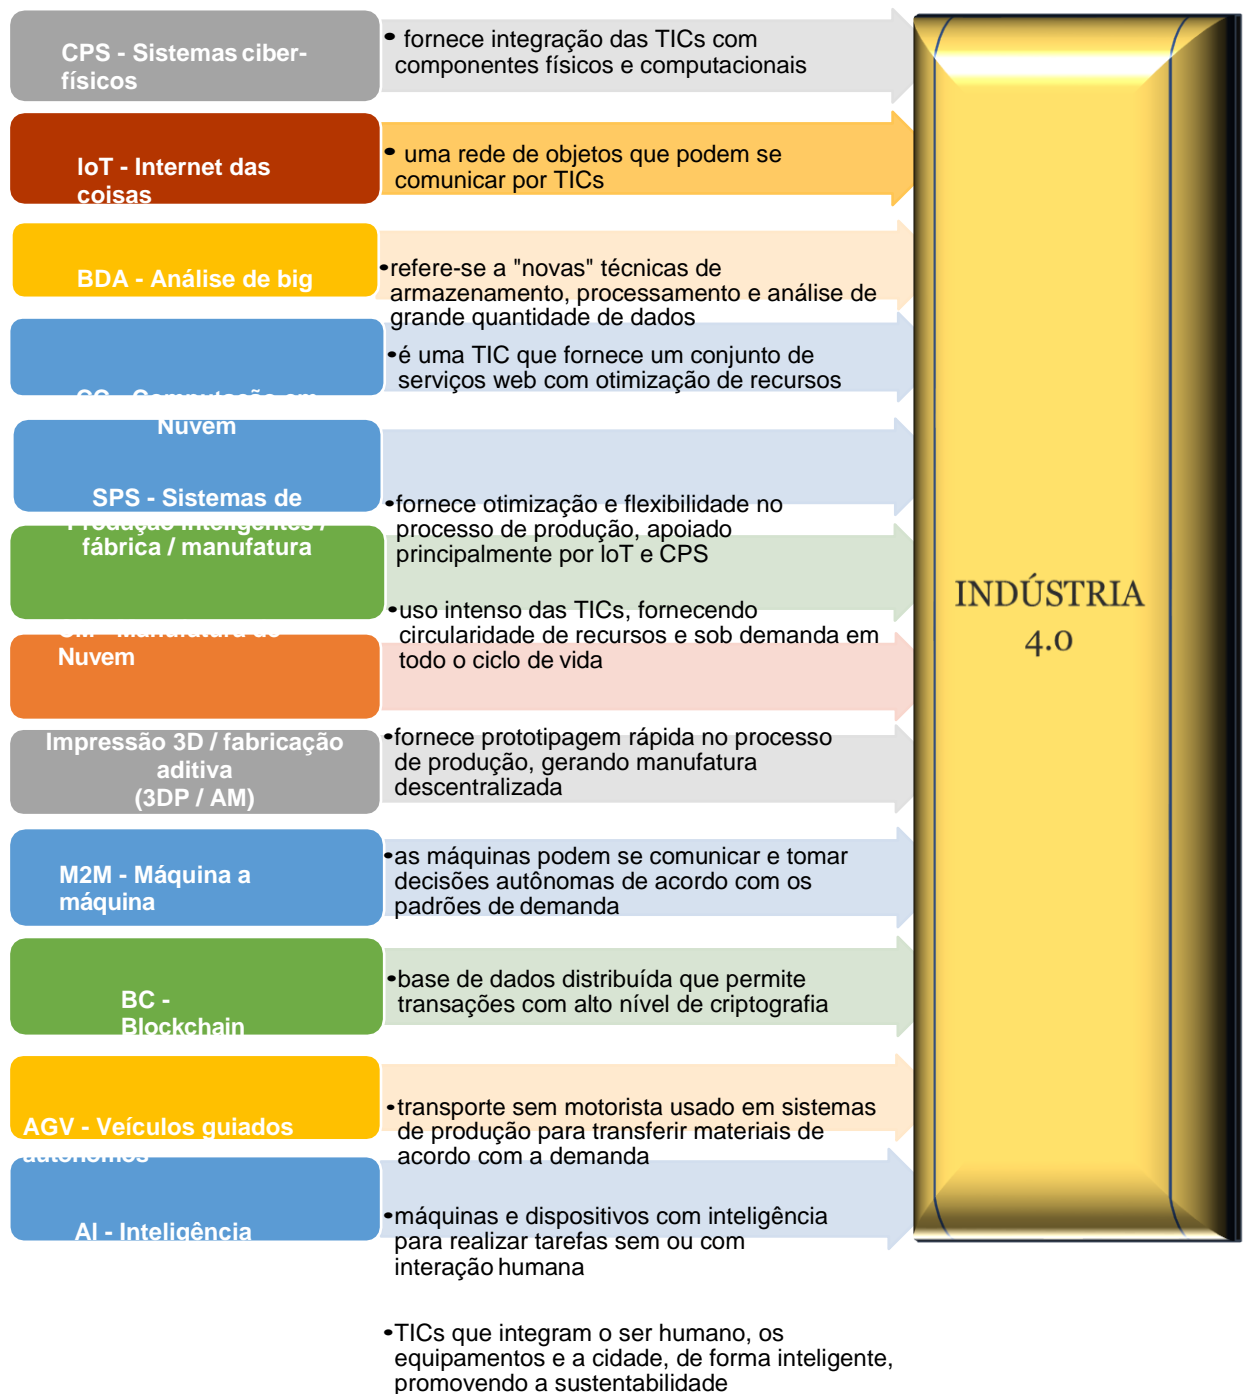 CPS - Sistemas ciber-
físicos
• fornece integração das TICs com
componentes físicos e computacionais
IoT - Internet das
coisas
• uma rede de objetos que podem se
comunicar por TICs
BDA - Análise de big
•refere-se a "novas" técnicas de
armazenamento, processamento e análise de
grande quantidade de dados
CC - Computação em
Nuvem
•é uma TIC que fornece um conjunto de
serviços web com otimização de recursos
SPS - Sistemas de
Produção inteligentes /
fábrica / manufatura
•fornece otimização e flexibilidade no
processo de produção, apoiado
principalmente por IoT e CPS
CM - Manufatura de
Nuvem
•uso intenso das TICs, fornecendo
circularidade de recursos e sob demanda em
todo o ciclo de vida
Impressão 3D / fabricação
aditiva
(3DP / AM)
•fornece prototipagem rápida no processo
de produção, gerando manufatura
descentralizada
M2M - Máquina a
máquina
•as máquinas podem se comunicar e tomar
decisões autônomas de acordo com os
padrões de demanda
BC -
Blockchain
•base de dados distribuída que permite
transações com alto nível de criptografia
AGV - Veículos guiados
autônomos
•transporte sem motorista usado em sistemas
de produção para transferir materiais de
acordo com a demanda
AI - Inteligência
•máquinas e dispositivos com inteligência
para realizar tarefas sem ou com
interação humana
•TICs que integram o ser humano, os
equipamentos e a cidade, de forma inteligente,
promovendo a sustentabilidade
INDÚSTRIA
4.0